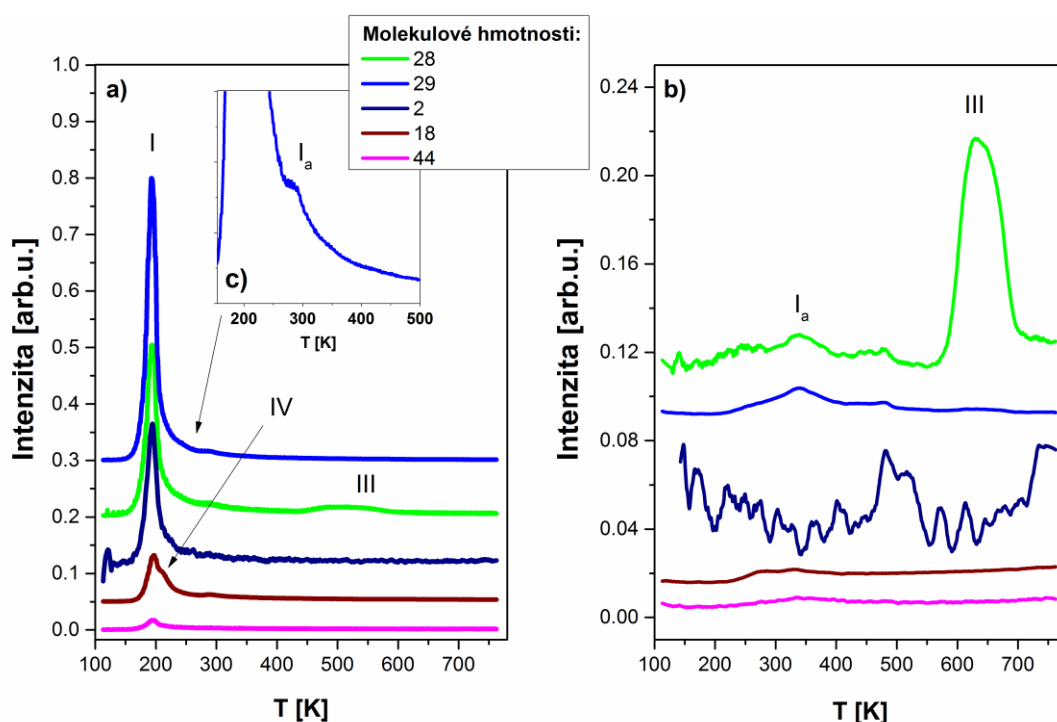 Molekulové hmotnosti:
28
29
2
18
44
a)
I
IV
III
1.0
0.9
0.8
0.7
0.6
0.5
0.4
0.3
0.2
0.1
0.0
Intenzita [arb.u.]
100 200 300 400 500 600 700
T [K]
I_a
c)
200 300 400 500
T [K]
b)
III
I_a
0.24
0.20
0.16
0.12
0.08
0.04
0.00
Intenzita [arb.u.]
100 200 300 400 500 600 700
T [K]